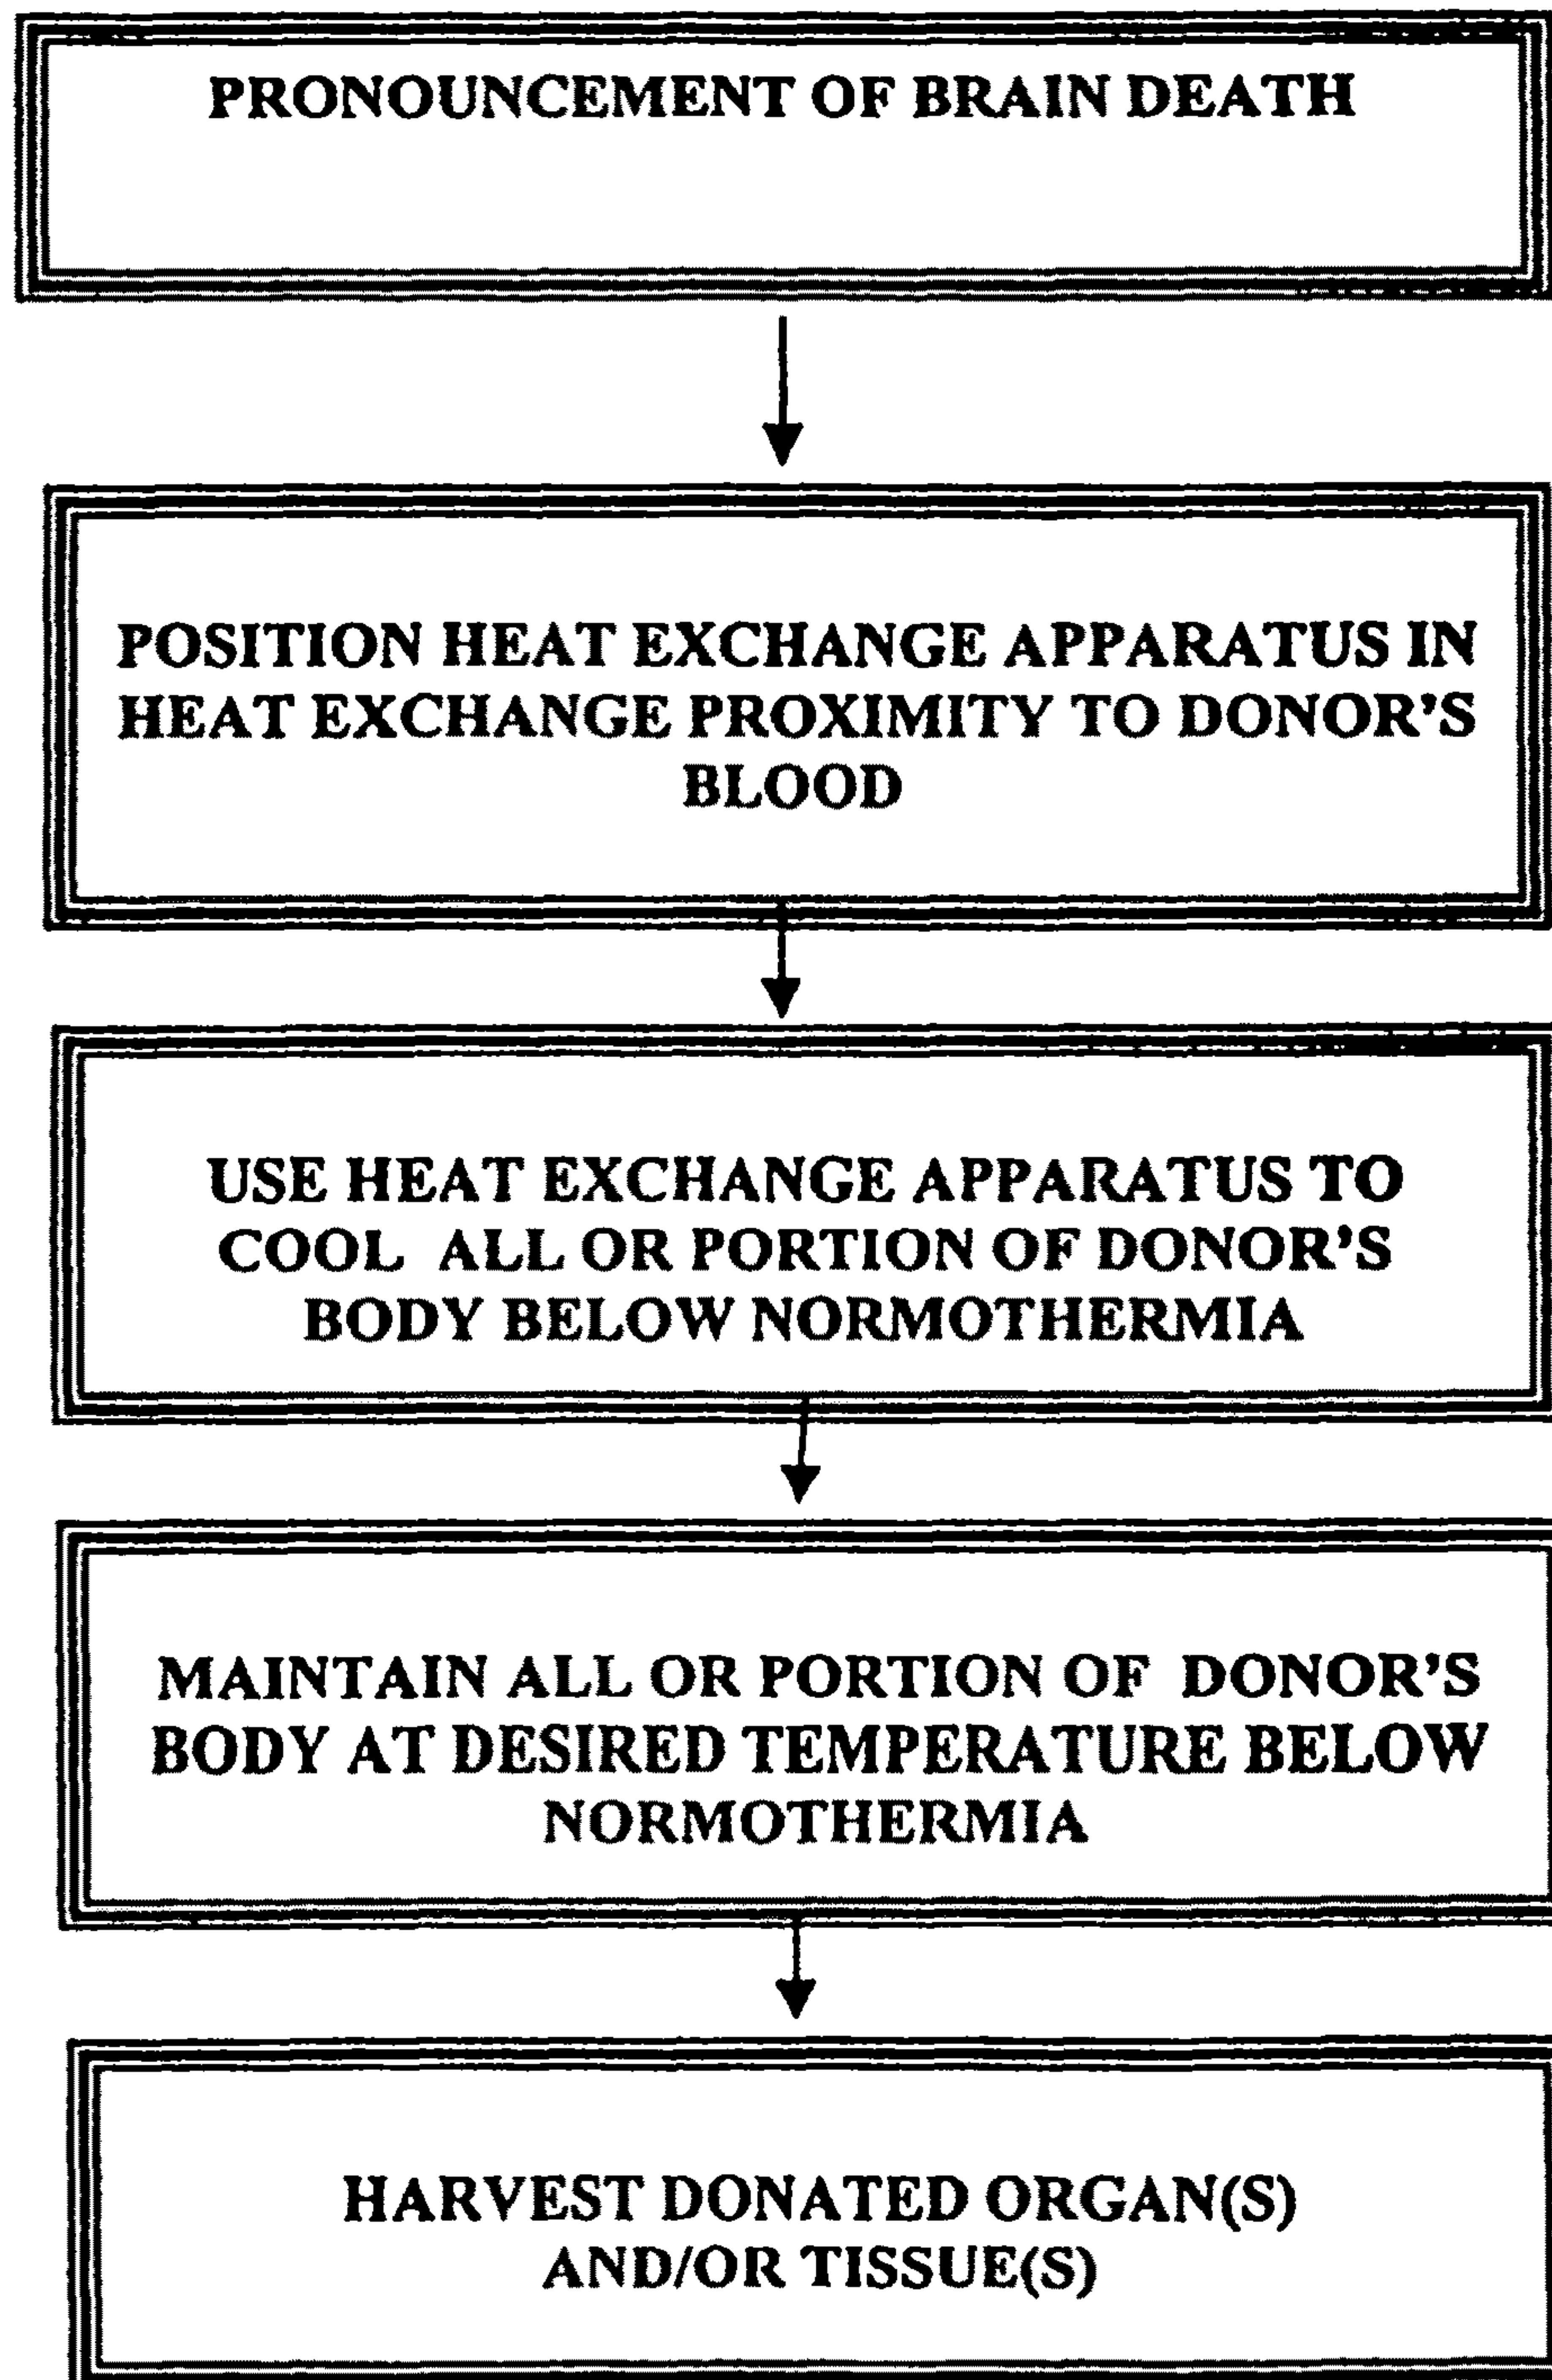 PRONOUNCEMENT OF BRAIN DEATH
POSITION HEAT EXCHANGE APPARATUS IN
HEAT EXCHANGE PROXIMITY TO DONOR'S
BLOOD
USE HEAT EXCHANGE APPARATUS TO
COOL ALL OR PORTION OF DONOR'S
BODY BELOW NORMOTHERMIA
MAINTAIN ALL OR PORTION OF DONOR'S
BODY AT DESIRED TEMPERATURE BELOW
NORMOTHERMIA
HARVEST DONATED ORGAN(S)
AND/OR TISSUE(S)